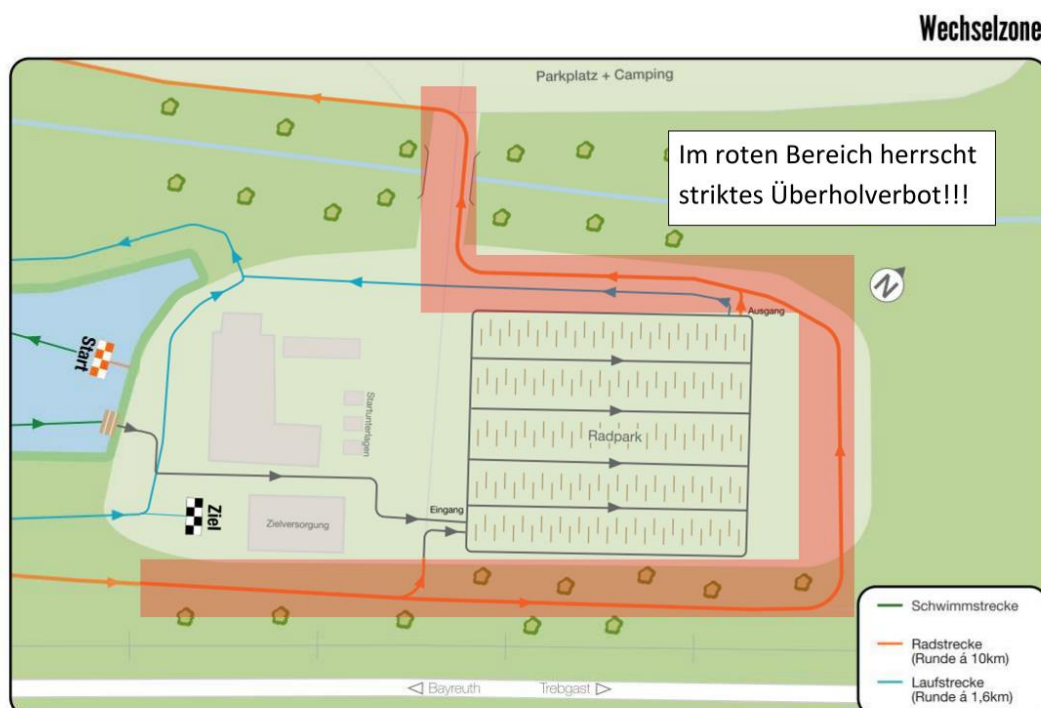 Wechselzone
Parkplatz + Camping
Im roten Bereich herrscht
striktes Überholverbot!!!
N
Ausgang
Start
Startunterlagen
Radpark
Eingang
Ziel
Zielversorgung
Schwimmstrecke
Radstrecke
(Runde á 10km)
Laufstrecke
(Runde á 1,6km)
Bayreuth
Trebgast